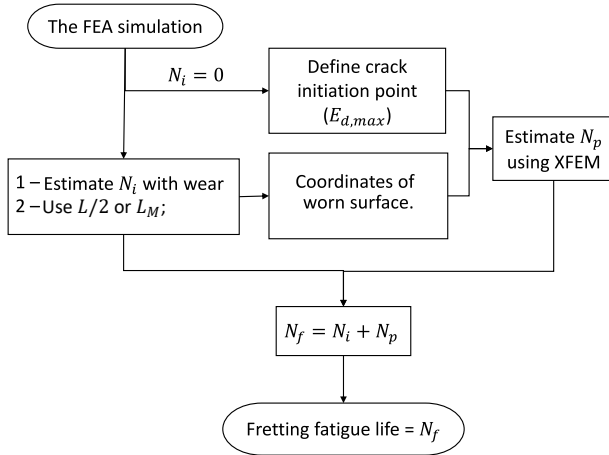 The FEA simulation
N_i = 0
Define crack
initiation point
(E_{d,max})
Estimate N_p
using XFEM
1 – Estimate N_i with wear
2 – Use L/2 or L_M;
Coordinates of
worn surface.
N_f = N_i + N_p
Fretting fatigue life = N_f